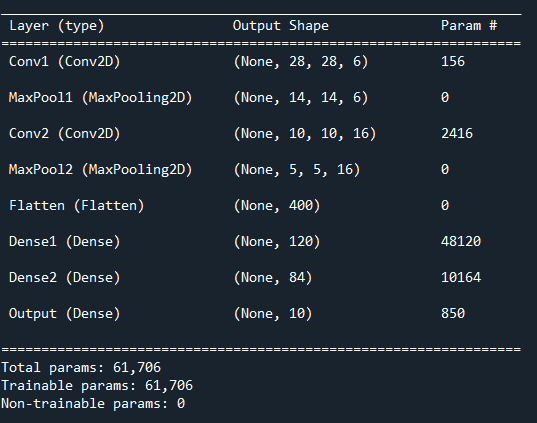 Layer (type) Output Shape Param #
=================================================================
Conv1 (Conv2D) (None, 28, 28, 6) 156
MaxPool1 (MaxPooling2D) (None, 14, 14, 6) 0
Conv2 (Conv2D) (None, 10, 10, 16) 2416
MaxPool2 (MaxPooling2D) (None, 5, 5, 16) 0
Flatten (Flatten) (None, 400) 0
Dense1 (Dense) (None, 120) 48120
Dense2 (Dense) (None, 84) 10164
Output (Dense) (None, 10) 850
=================================================================
Total params: 61,706
Trainable params: 61,706
Non-trainable params: 0